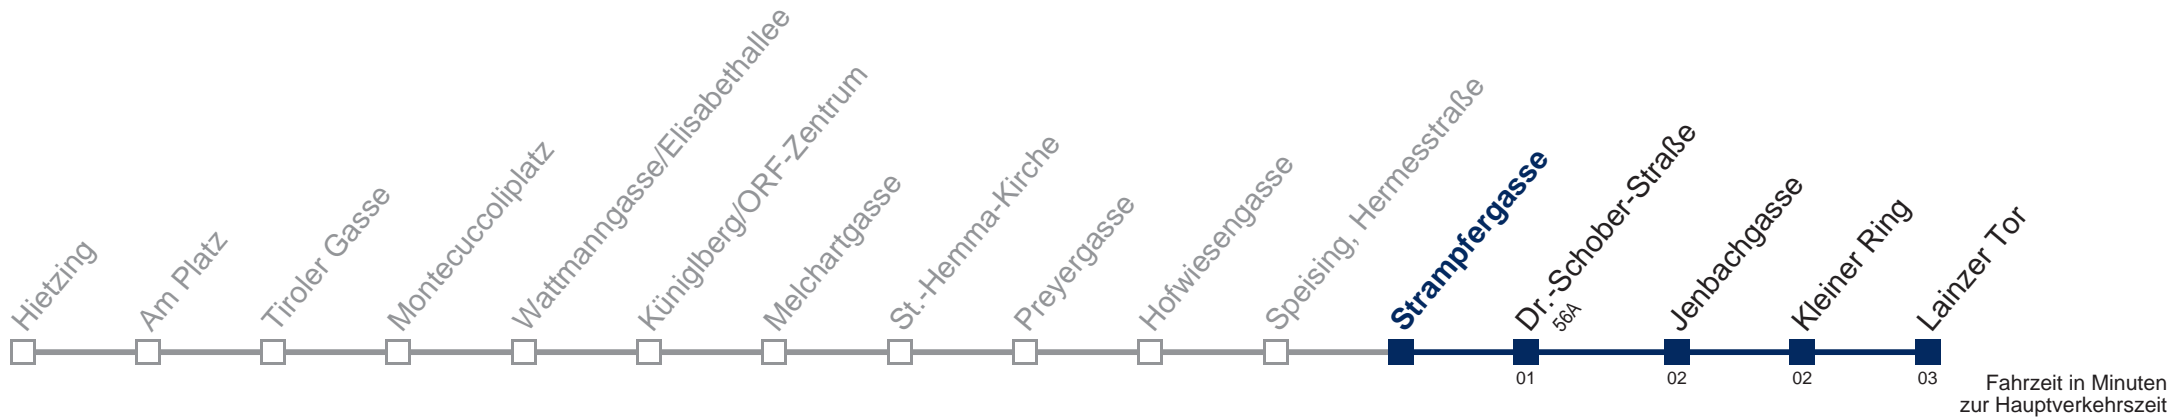 Hietzing
Am Platz
Tiroler Gasse
Montecuccoliplatz
Wattmanngasse/Elisabethallee
Küniglberg/ORF-Zentrum
Melchartgasse
St.-Hemma-Kirche
Preyergasse
Hofwiesengasse
Speising, Hermesstraße
Strampfergasse
Dr.-Schober-Straße
56A
Jenbachgasse
Kleiner Ring
Lainzer Tor
01
02
02
03
Fahrzeit in Minuten
zur Hauptverkehrszeit